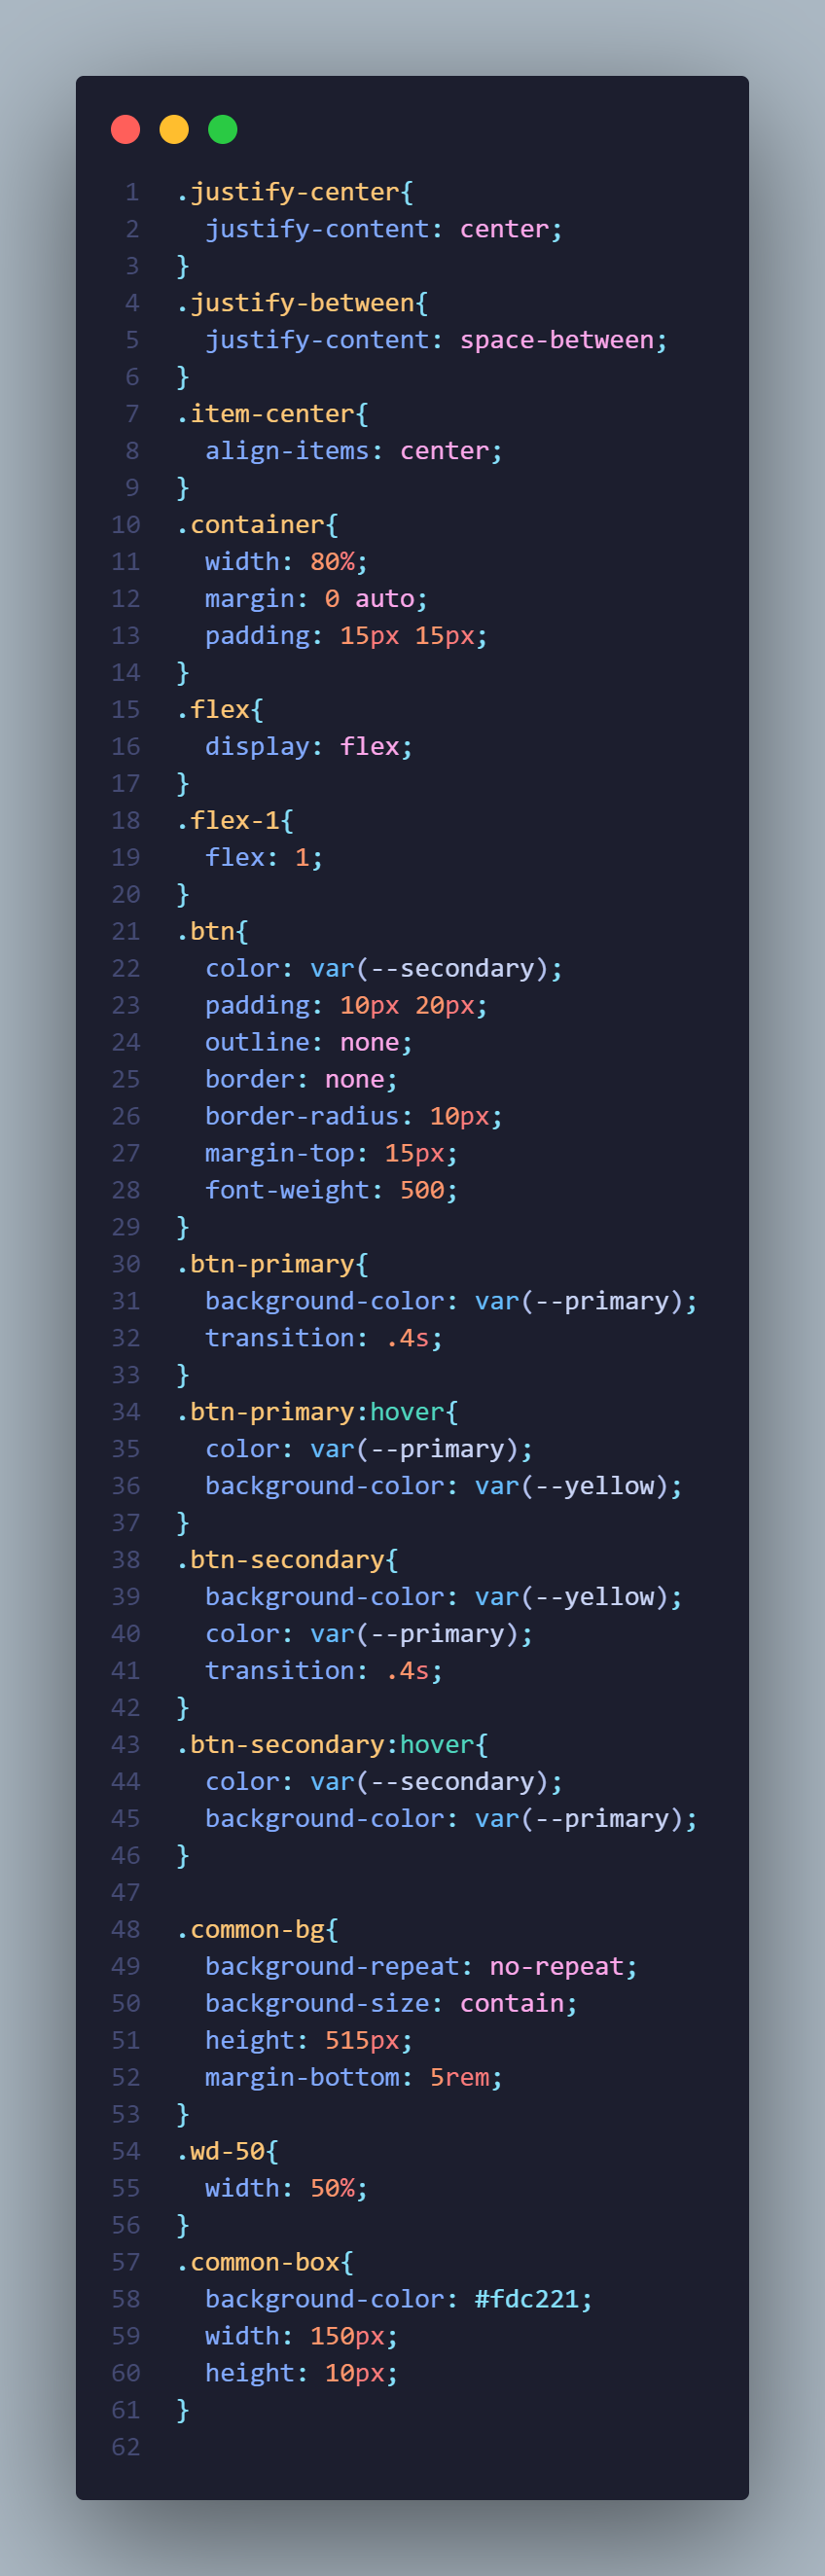 1 .justify-center{
2   justify-content: center;
3 }
4 .justify-between{
5   justify-content: space-between;
6 }
7 .item-center{
8   align-items: center;
9 }
10 .container{
11   width: 80%;
12   margin: 0 auto;
13   padding: 15px 15px;
14 }
15 .flex{
16   display: flex;
17 }
18 .flex-1{
19   flex: 1;
20 }
21 .btn{
22   color: var(--secondary);
23   padding: 10px 20px;
24   outline: none;
25   border: none;
26   border-radius: 10px;
27   margin-top: 15px;
28   font-weight: 500;
29 }
30 .btn-primary{
31   background-color: var(--primary);
32   transition: .4s;
33 }
34 .btn-primary:hover{
35   color: var(--primary);
36   background-color: var(--yellow);
37 }
38 .btn-secondary{
39   background-color: var(--yellow);
40   color: var(--primary);
41   transition: .4s;
42 }
43 .btn-secondary:hover{
44   color: var(--secondary);
45   background-color: var(--primary);
46 }
47
48 .common-bg{
49   background-repeat: no-repeat;
50   background-size: contain;
51   height: 515px;
52   margin-bottom: 5rem;
53 }
54 .wd-50{
55   width: 50%;
56 }
57 .common-box{
58   background-color: #fdc221;
59   width: 150px;
60   height: 10px;
61 }
62